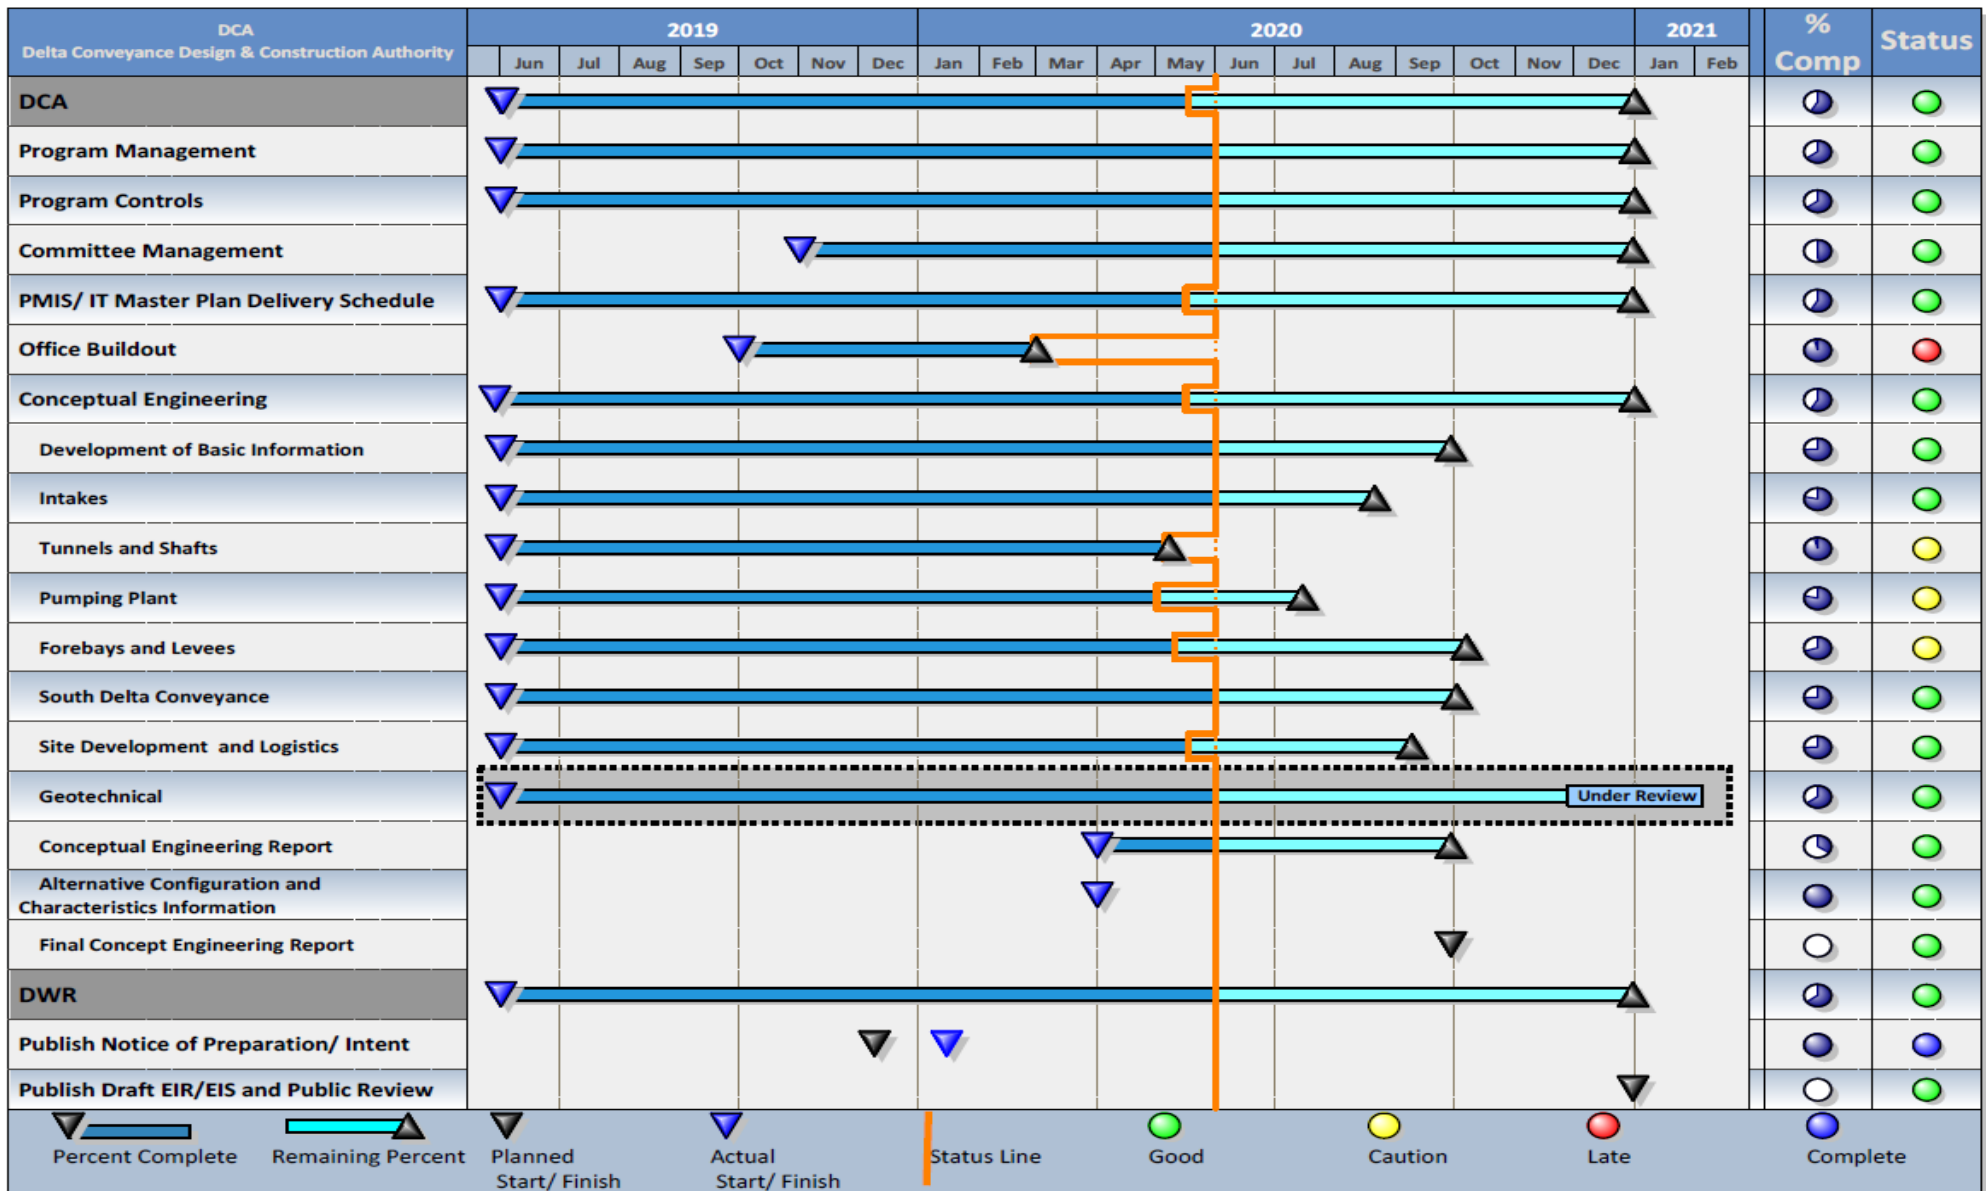 DCA
Delta Conveyance Design & Construction Authority
2019
2020
2021
%
Comp
Status
Jun Jul Aug Sep Oct Nov Dec Jan Feb Mar Apr May Jun Jul Aug Sep Oct Nov Dec Jan Feb
DCA
Program Management
Program Controls
Committee Management
PMIS/ IT Master Plan Delivery Schedule
Office Buildout
Conceptual Engineering
Development of Basic Information
Intakes
Tunnels and Shafts
Pumping Plant
Forebays and Levees
South Delta Conveyance
Site Development and Logistics
Geotechnical
Under Review
Conceptual Engineering Report
Alternative Configuration and
Characteristics Information
Final Concept Engineering Report
DWR
Publish Notice of Preparation/ Intent
Publish Draft EIR/EIS and Public Review
Percent Complete
Remaining Percent
Planned
Start/ Finish
Actual
Start/ Finish
Status Line
Good
Caution
Late
Complete